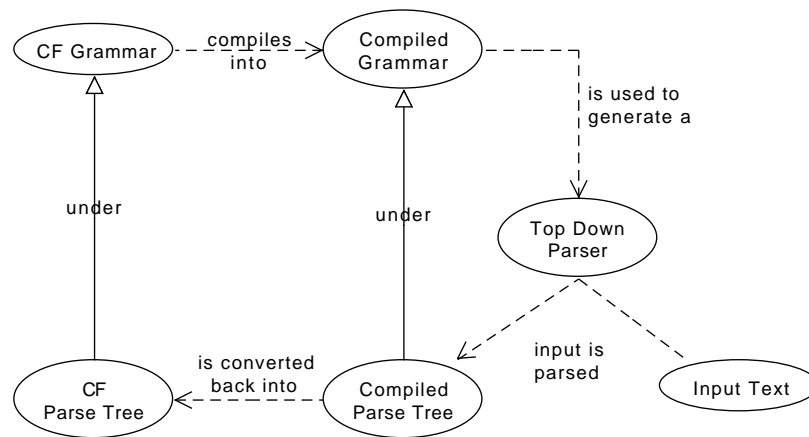 CF Grammar
compiles
into
Compiled
Grammar
is used to
generate a
under
under
Top Down
Parser
is converted
back into
input is
parsed
CF
Parse Tree
Compiled
Parse Tree
Input Text